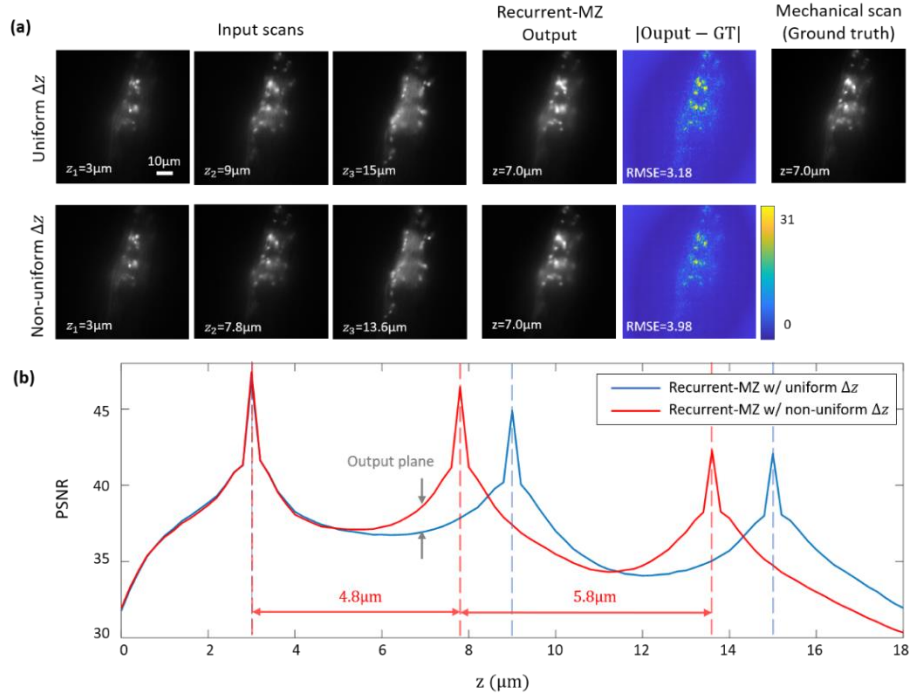 (a)
Input scans
Recurrent-MZ
Output
|Ouput − GT|
Mechanical scan
(Ground truth)
Uniform Δz
z₁=3μm
10μm
z₂=9μm
z₃=15μm
z=7.0μm
RMSE=3.18
z=7.0μm
Non-uniform Δz
z₁=3μm
z₂=7.8μm
z₃=13.6μm
z=7.0μm
RMSE=3.98
31
0
(b)
Recurrent-MZ w/ uniform Δz
Recurrent-MZ w/ non-uniform Δz
Output plane
PSNR
45
40
35
30
4.8μm
5.8μm
0 2 4 6 8 10 12 14 16 18
z (μm)